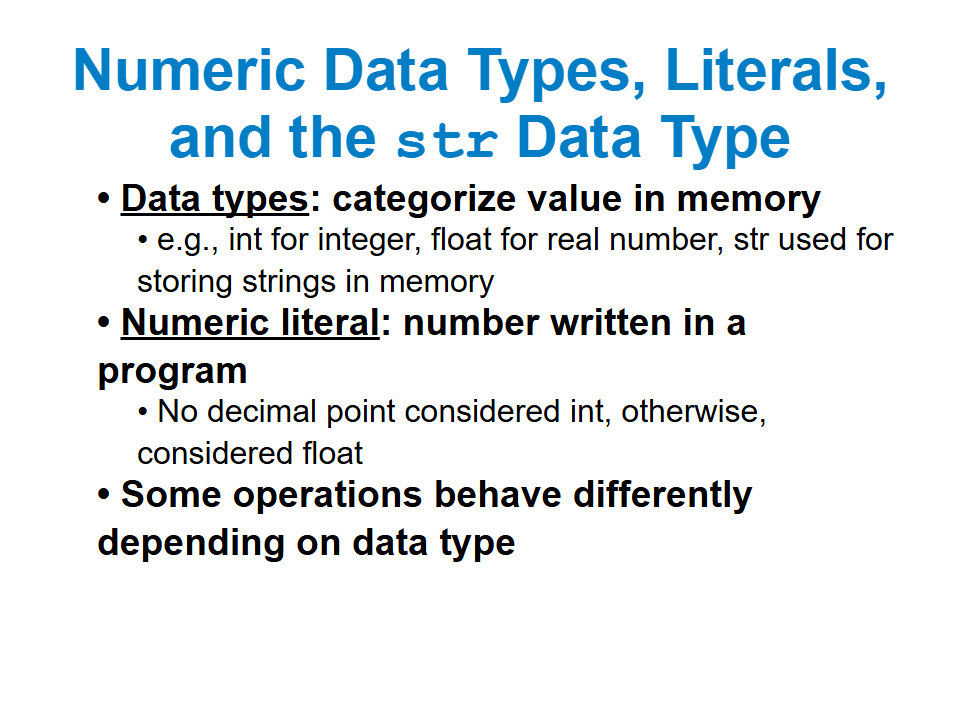 Numeric Data Types, Literals,
and the str Data Type
• Data types: categorize value in memory
• e.g., int for integer, float for real number, str used for
storing strings in memory
• Numeric literal: number written in a
program
• No decimal point considered int, otherwise,
considered float
• Some operations behave differently
depending on data type